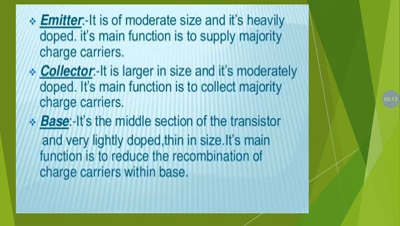 Emitter:-It is of moderate size and it's heavily
doped. it's main function is to supply majority
charge carriers.
Collector:-It is larger in size and it's moderately
doped. It's main function is to collect majority
charge carriers.
Base:-It's the middle section of the transistor
and very lightly doped,thin in size.It's main
function is to reduce the recombination of
charge carriers within base.